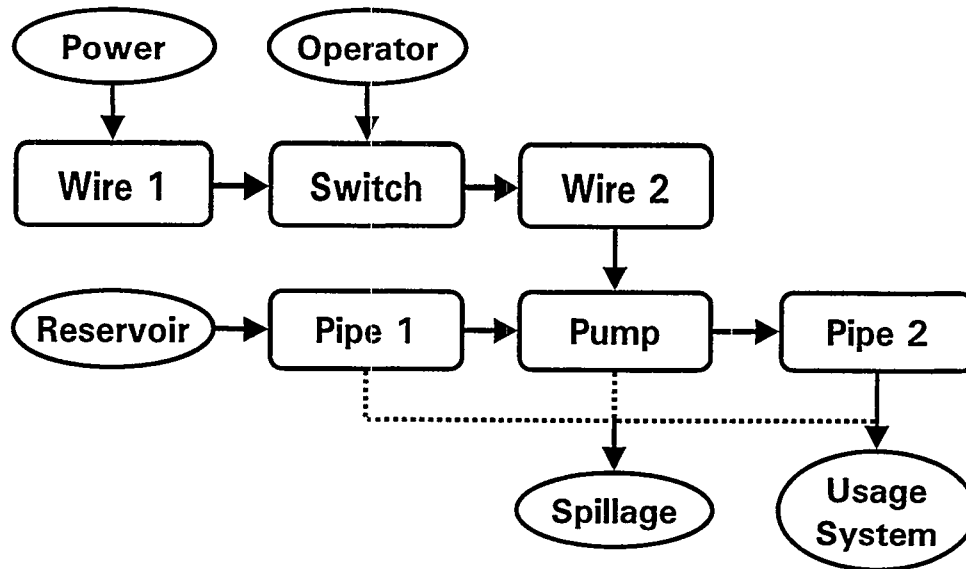 Power
Operator
Wire 1
Switch
Wire 2
Reservoir
Pipe 1
Pump
Pipe 2
Spillage
Usage
System